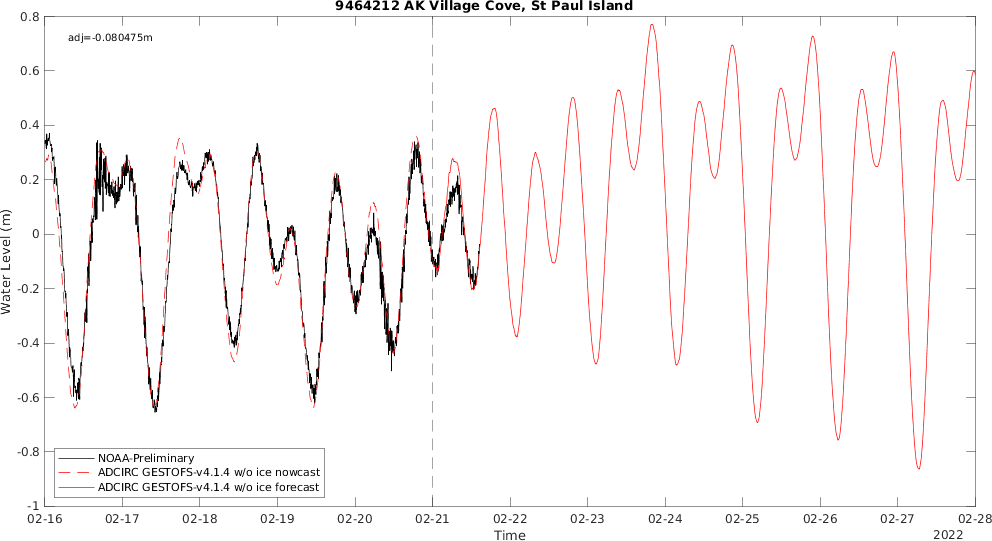 9464212 AK Village Cove, St Paul Island
adj=-0.080475m
Water Level (m)
0.8
0.6
0.4
0.2
0
-0.2
-0.4
-0.6
-0.8
-1
NOAA-Preliminary
ADCIRC GESTOFS-v4.1.4 w/o ice nowcast
ADCIRC GESTOFS-v4.1.4 w/o ice forecast
02-16 02-17 02-18 02-19 02-20 02-21 02-22 02-23 02-24 02-25 02-26 02-27 02-28
Time
2022